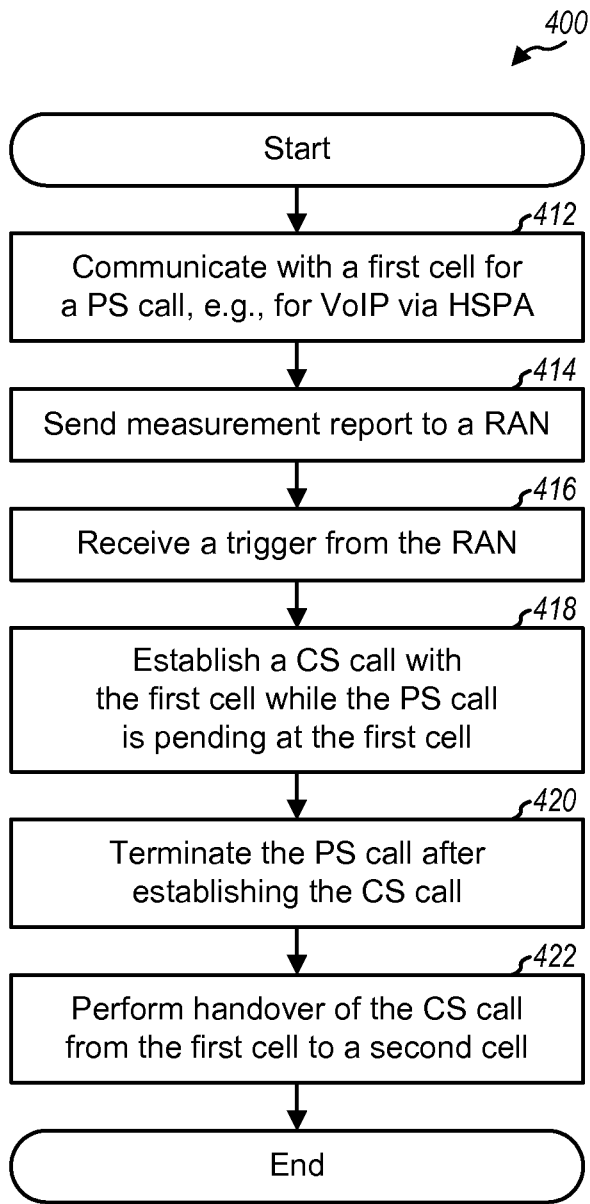 400
Start
412
Communicate with a first cell for
a PS call, e.g., for VoIP via HSPA
414
Send measurement report to a RAN
416
Receive a trigger from the RAN
418
Establish a CS call with
the first cell while the PS call
is pending at the first cell
420
Terminate the PS call after
establishing the CS call
422
Perform handover of the CS call
from the first cell to a second cell
End